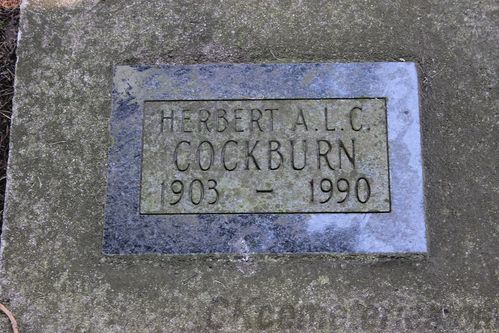 HERBERT A.L.C.
COCKBURN
1903 - 1990